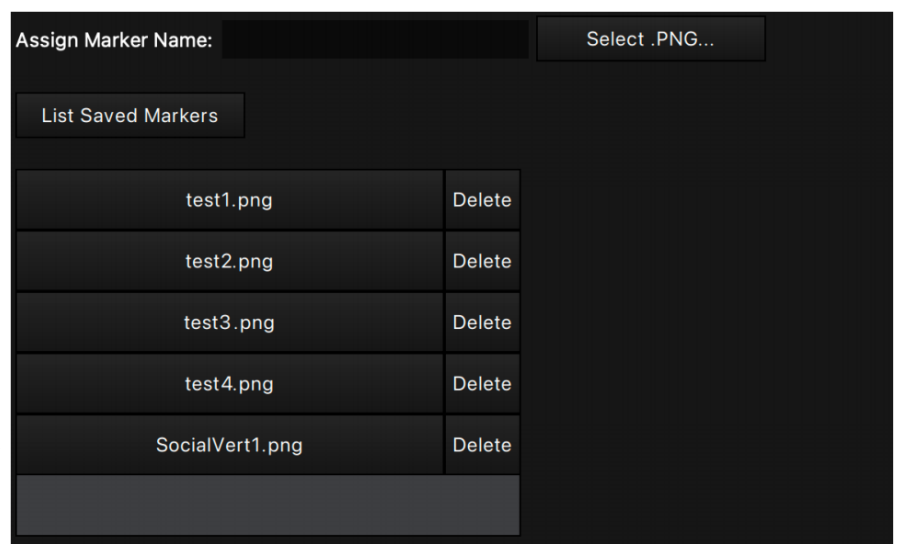 Assign Marker Name: Select .PNG...
List Saved Markers
test1.png Delete
test2.png Delete
test3.png Delete
test4.png Delete
SocialVert1.png Delete